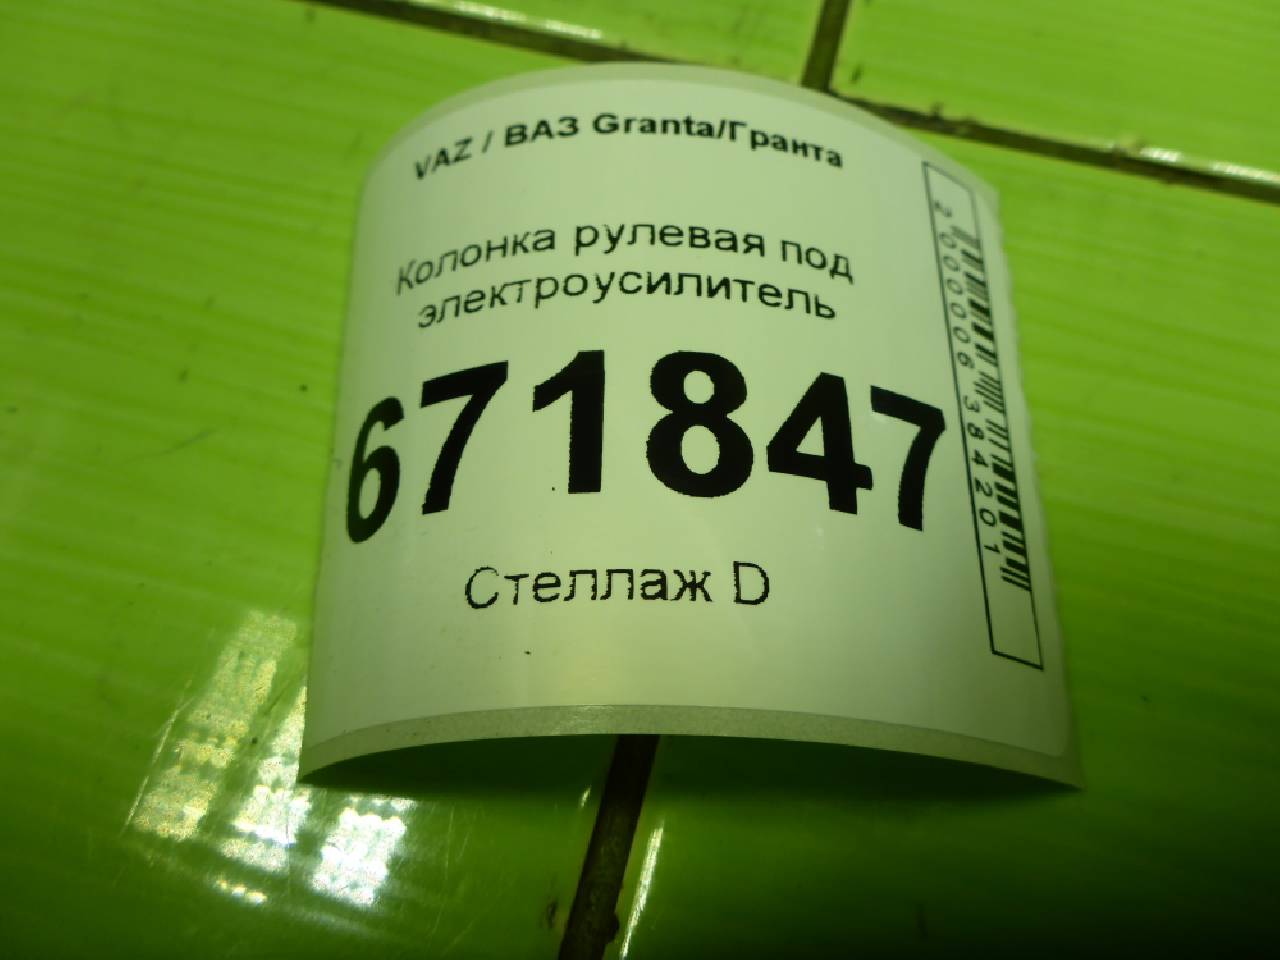 VAZ / ВАЗ Granta/Гранта
Колонка рулевая под
электроусилитель
671847
Стеллаж D
2000006384201